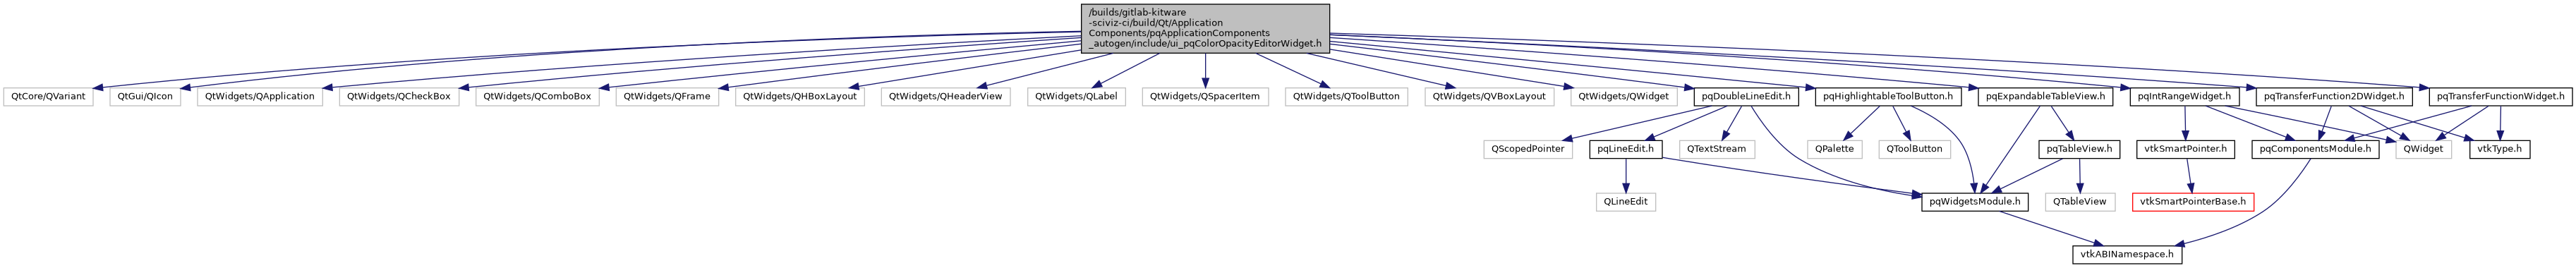 /builds/gitlab-kitware
-sciviz-ci/build/Qt/Application
Components/pqApplicationComponents
_autogen/include/ui_pqColorOpacityEditorWidget.h
QtCore/QVariant
QtGui/QIcon
QtWidgets/QApplication
QtWidgets/QCheckBox
QtWidgets/QComboBox
QtWidgets/QFrame
QtWidgets/QHBoxLayout
QtWidgets/QHeaderView
QtWidgets/QLabel
QtWidgets/QSpacerItem
QtWidgets/QToolButton
QtWidgets/QVBoxLayout
QtWidgets/QWidget
pqDoubleLineEdit.h
pqHighlightableToolButton.h
pqExpandableTableView.h
pqIntRangeWidget.h
pqTransferFunction2DWidget.h
pqTransferFunctionWidget.h
QScopedPointer
pqLineEdit.h
QTextStream
QPalette
QToolButton
pqTableView.h
vtkSmartPointer.h
pqComponentsModule.h
QWidget
vtkType.h
QLineEdit
pqWidgetsModule.h
QTableView
vtkSmartPointerBase.h
vtkABINamespace.h